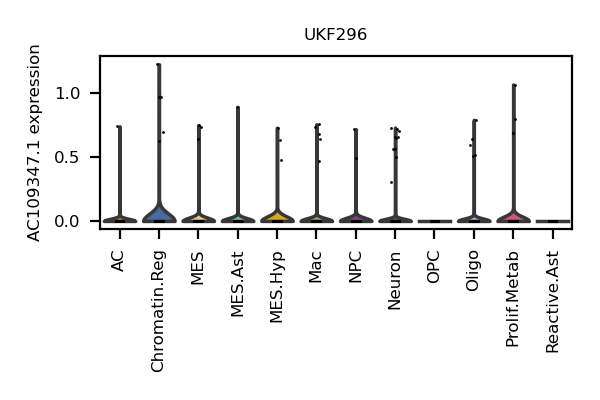 UKF296
AC109347.1 expression
1.0
0.5
0.0
AC
Chromatin.Reg
MES
MES.Ast
MES.Hyp
Mac
NPC
Neuron
OPC
Oligo
Prolif.Metab
Reactive.Ast